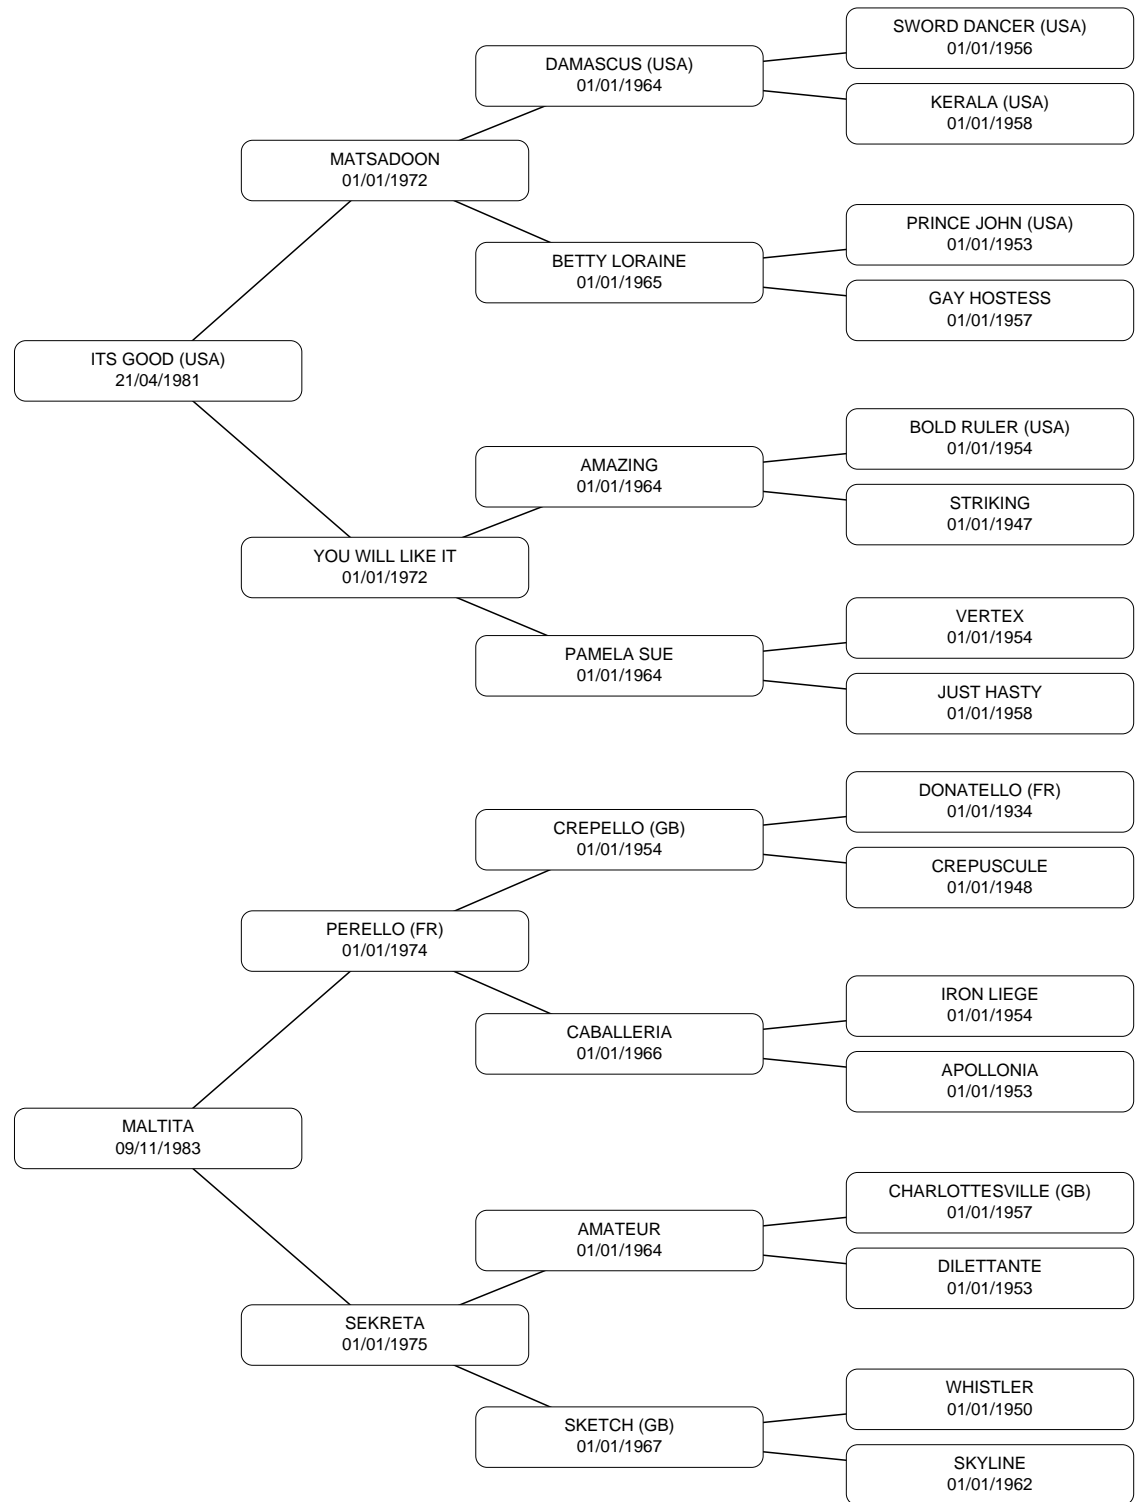 SWORD DANCER (USA)
01/01/1956
DAMASCUS (USA)
01/01/1964
KERALA (USA)
01/01/1958
MATSADOON
01/01/1972
PRINCE JOHN (USA)
01/01/1953
BETTY LORAINE
01/01/1965
GAY HOSTESS
01/01/1957
ITS GOOD (USA)
21/04/1981
BOLD RULER (USA)
01/01/1954
AMAZING
01/01/1964
STRIKING
01/01/1947
YOU WILL LIKE IT
01/01/1972
VERTEX
01/01/1954
PAMELA SUE
01/01/1964
JUST HASTY
01/01/1958
DONATELLO (FR)
01/01/1934
CREPELLO (GB)
01/01/1954
CREPUSCULE
01/01/1948
PERELLO (FR)
01/01/1974
IRON LIEGE
01/01/1954
CABALLERIA
01/01/1966
APOLLONIA
01/01/1953
MALTITA
09/11/1983
CHARLOTTESVILLE (GB)
01/01/1957
AMATEUR
01/01/1964
DILETTANTE
01/01/1953
SEKRETA
01/01/1975
WHISTLER
01/01/1950
SKETCH (GB)
01/01/1967
SKYLINE
01/01/1962